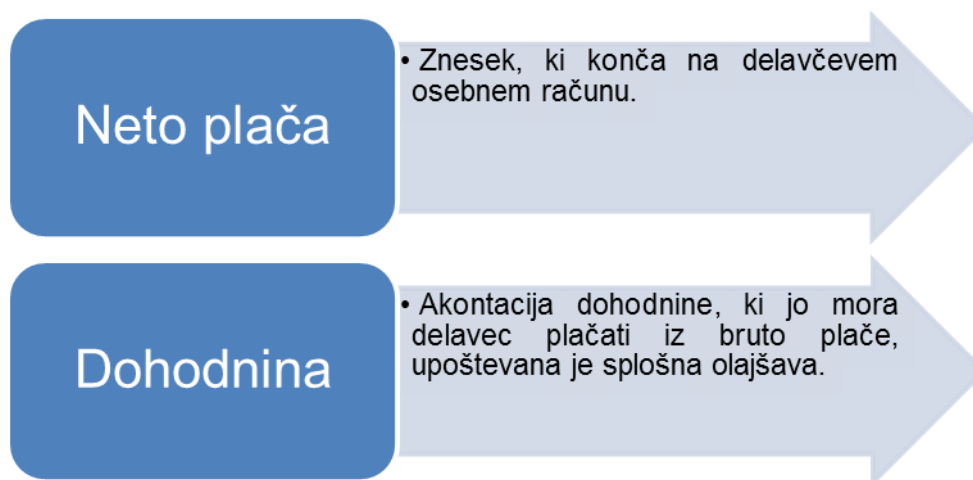 Neto plača
• Znesek, ki konča na delavčevem
osebnem računu.
Dohodnina
• Akontacija dohodnine, ki jo mora
delavec plačati iz bruto plače,
upoštevana je splošna olajšava.